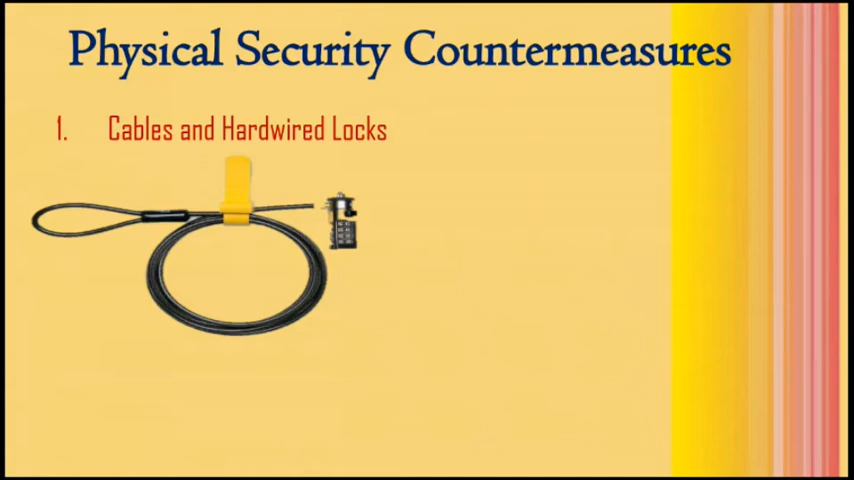 Physical Security Countermeasures
1. Cables and Hardwired Locks